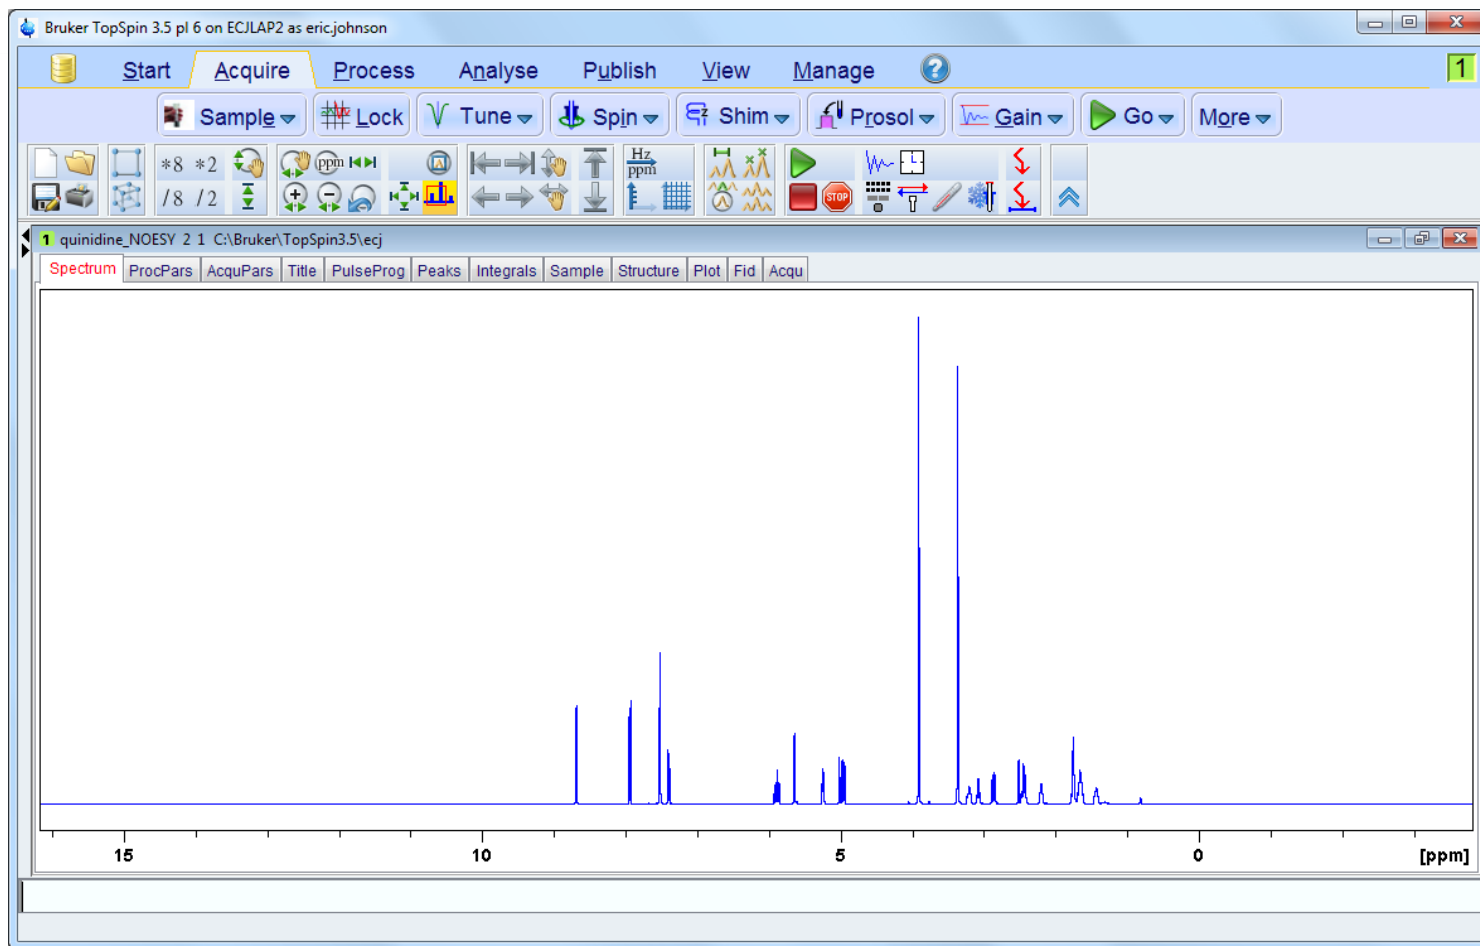 Bruker TopSpin 3.5 pl 6 on ECJLAP2 as eric.johnson
Start Acquire Process Analyse Publish View Manage ? 1
Sample Lock Tune Spin Z Shim Prosol Gain Go More
*8 *2 ppm Hz ppm
/8 /2 STOP
1 quinidine_NOESY 2 1 C:\Bruker\TopSpin3.5\ecj
Spectrum ProcPars AcquPars Title PulseProg Peaks Integrals Sample Structure Plot Fid Acqu
15 10 5 0 [ppm]